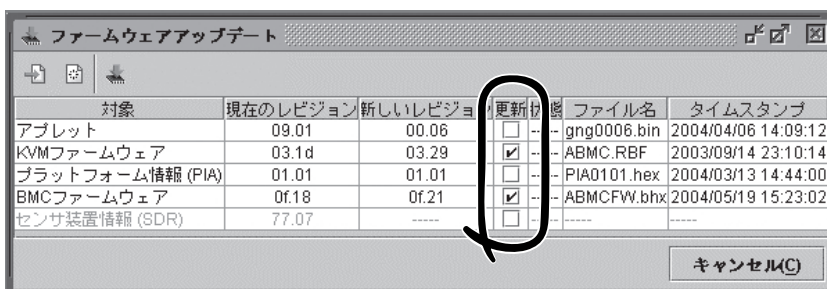 ファームウェアアップデート
対象 現在のレビジョン 新しいレビジョン 更新 状態 ファイル名 タイムスタンプ
アプレット 09.01 00.06 ----- gng0006.bin 2004/04/06 14:09:12
KVMファームウェア 03.1d 03.29 ----- ABMC.RBF 2003/09/14 23:10:14
プラットフォーム情報 (PIA) 01.01 01.01 ----- PIA0101.hex 2004/03/13 14:44:00
BMCファームウェア 0f.18 0f.21 ----- ABMCFW.bhx 2004/05/19 15:23:02
センサ装置情報 (SDR) 77.07 ----- ----- ----- -----
キャンセル(C)